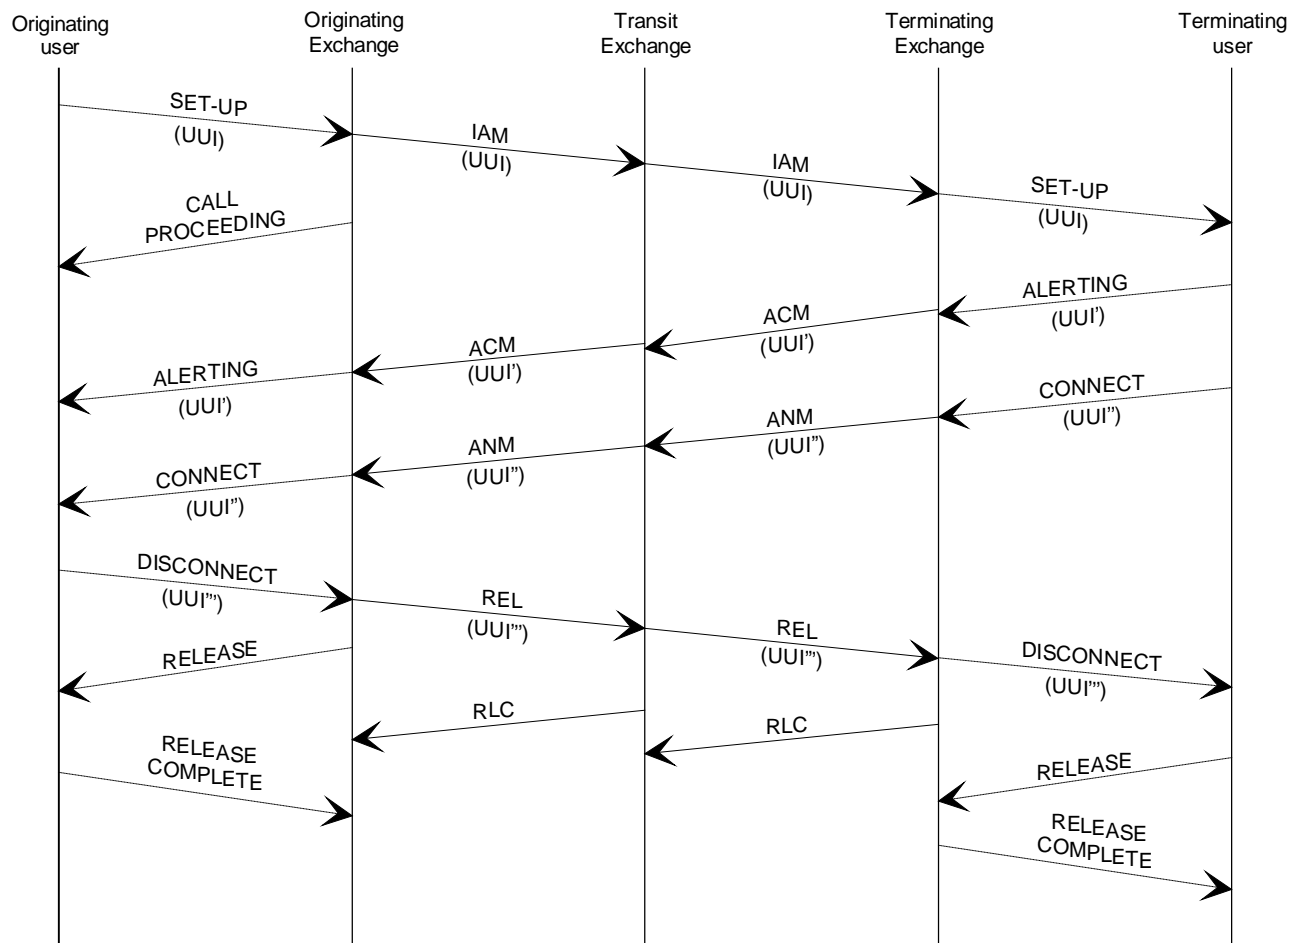 Originating
user
Originating
Exchange
Transit
Exchange
Terminating
Exchange
Terminating
user
SET-UP
(UUI)
IAM
(UUI)
IAM
(UUI)
SET-UP
(UUI)
CALL
PROCEEDING
ALERTING
(UUI')
ACM
(UUI')
ACM
(UUI')
ALERTING
(UUI')
CONNECT
(UUI'')
ANM
(UUI'')
ANM
(UUI'')
CONNECT
(UUI'')
DISCONNECT
(UUI''')
REL
(UUI''')
REL
(UUI''')
DISCONNECT
(UUI''')
RELEASE
RLC
RLC
RELEASE
COMPLETE
RELEASE
RELEASE
COMPLETE